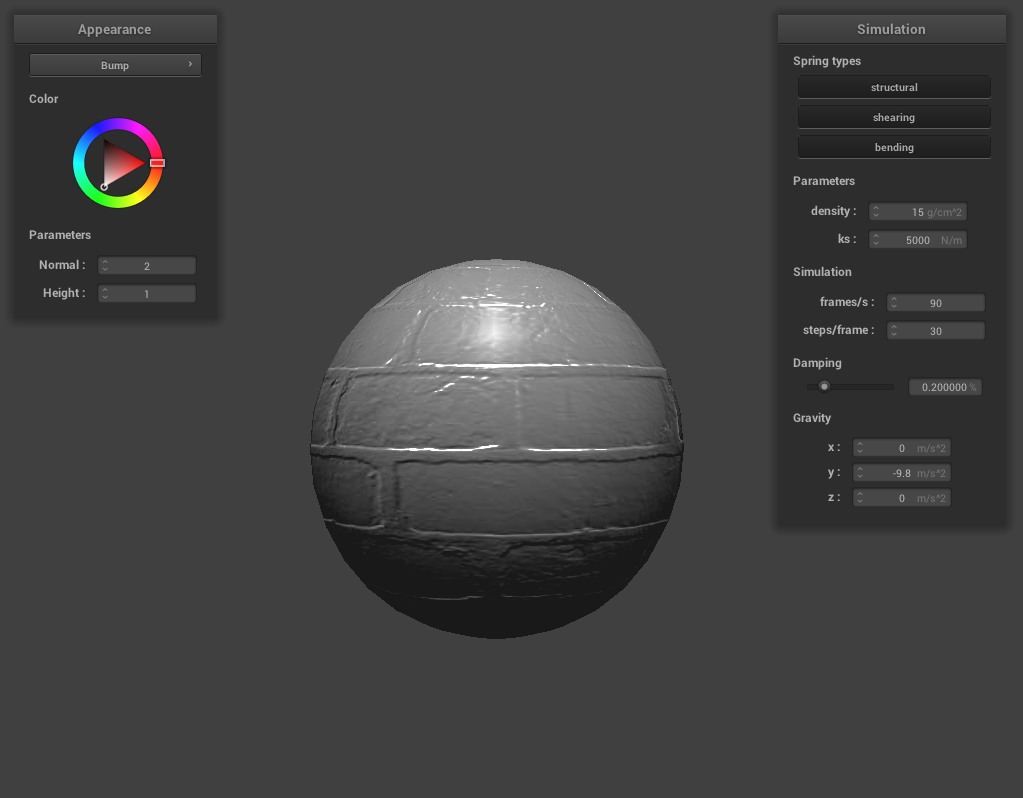 Appearance
Bump
Color
Parameters
Normal : 2
Height : 1
Simulation
Spring types
structural
shearing
bending
Parameters
density : 15 g/cm^2
ks : 5000 N/m
Simulation
frames/s : 90
steps/frame : 30
Damping
0.200000 %
Gravity
x : 0 m/s^2
y : -9.8 m/s^2
z : 0 m/s^2